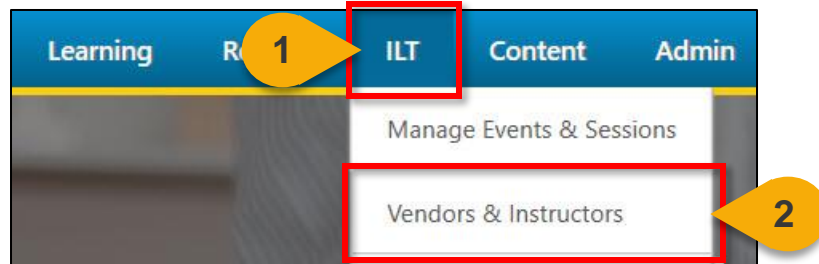 Learning R 1 ILT Content Admin
Manage Events & Sessions
Vendors & Instructors 2